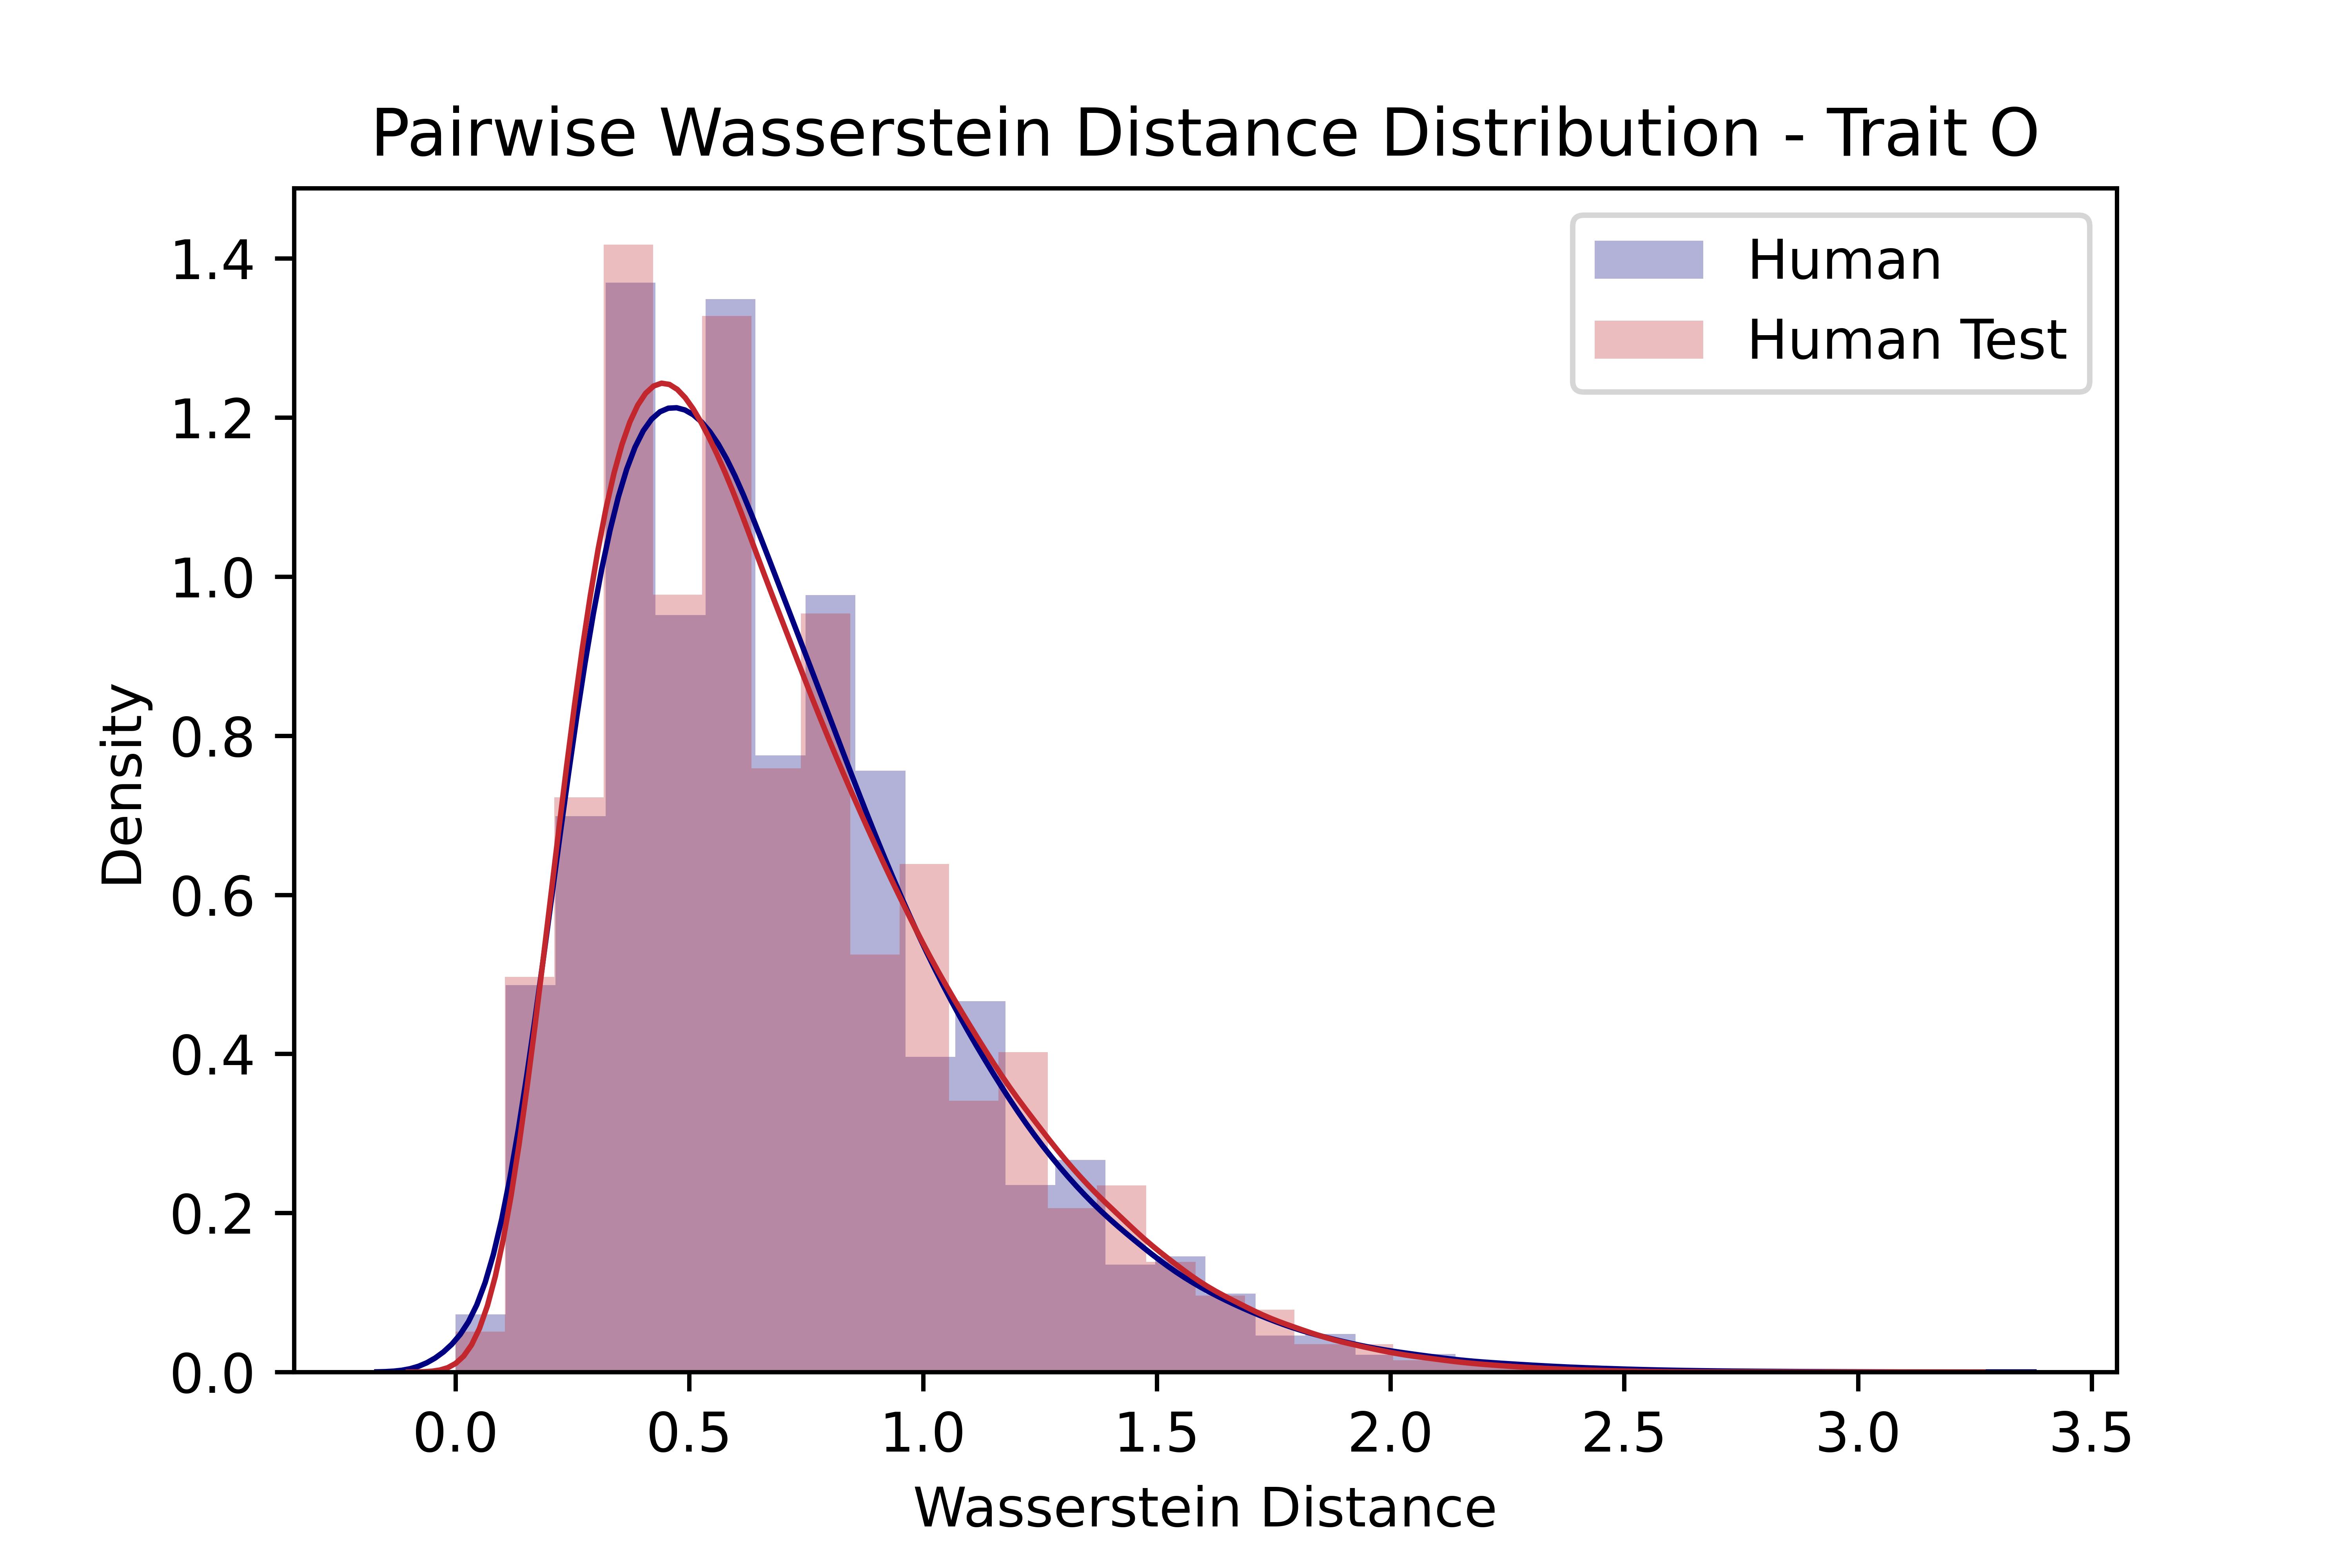 Pairwise Wasserstein Distance Distribution - Trait O
Human
Human Test
1.4
1.2
1.0
0.8
0.6
0.4
0.2
0.0
Density
0.0 0.5 1.0 1.5 2.0 2.5 3.0 3.5
Wasserstein Distance